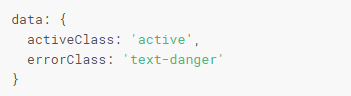 data: {
  activeClass: 'active',
  errorClass: 'text-danger'
}